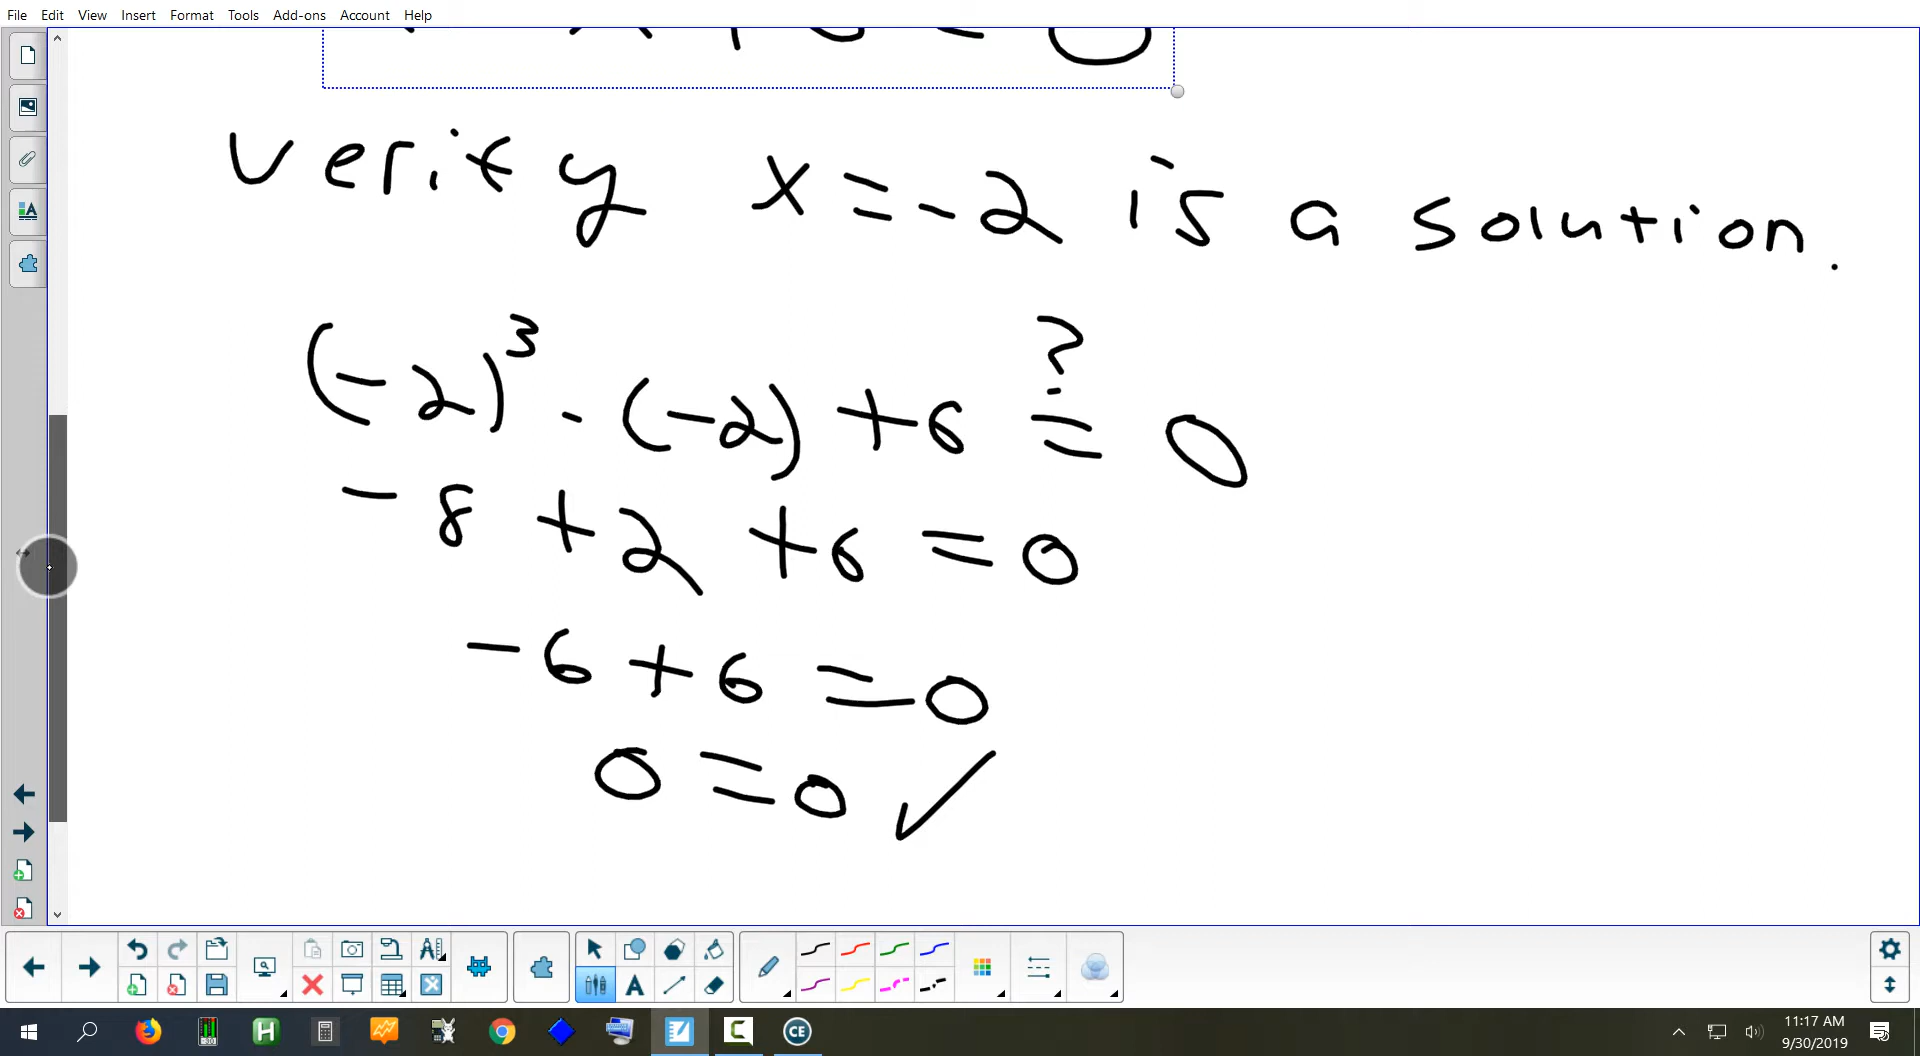 File Edit View Insert Format Tools Add-ons Account Help
verify x = -2 is a solution.
(-2)³ - (-2) + 6 ≟ 0
-8 + 2 + 6 = 0
-6 + 6 = 0
0 = 0 ✓
11:17 AM
9/30/2019